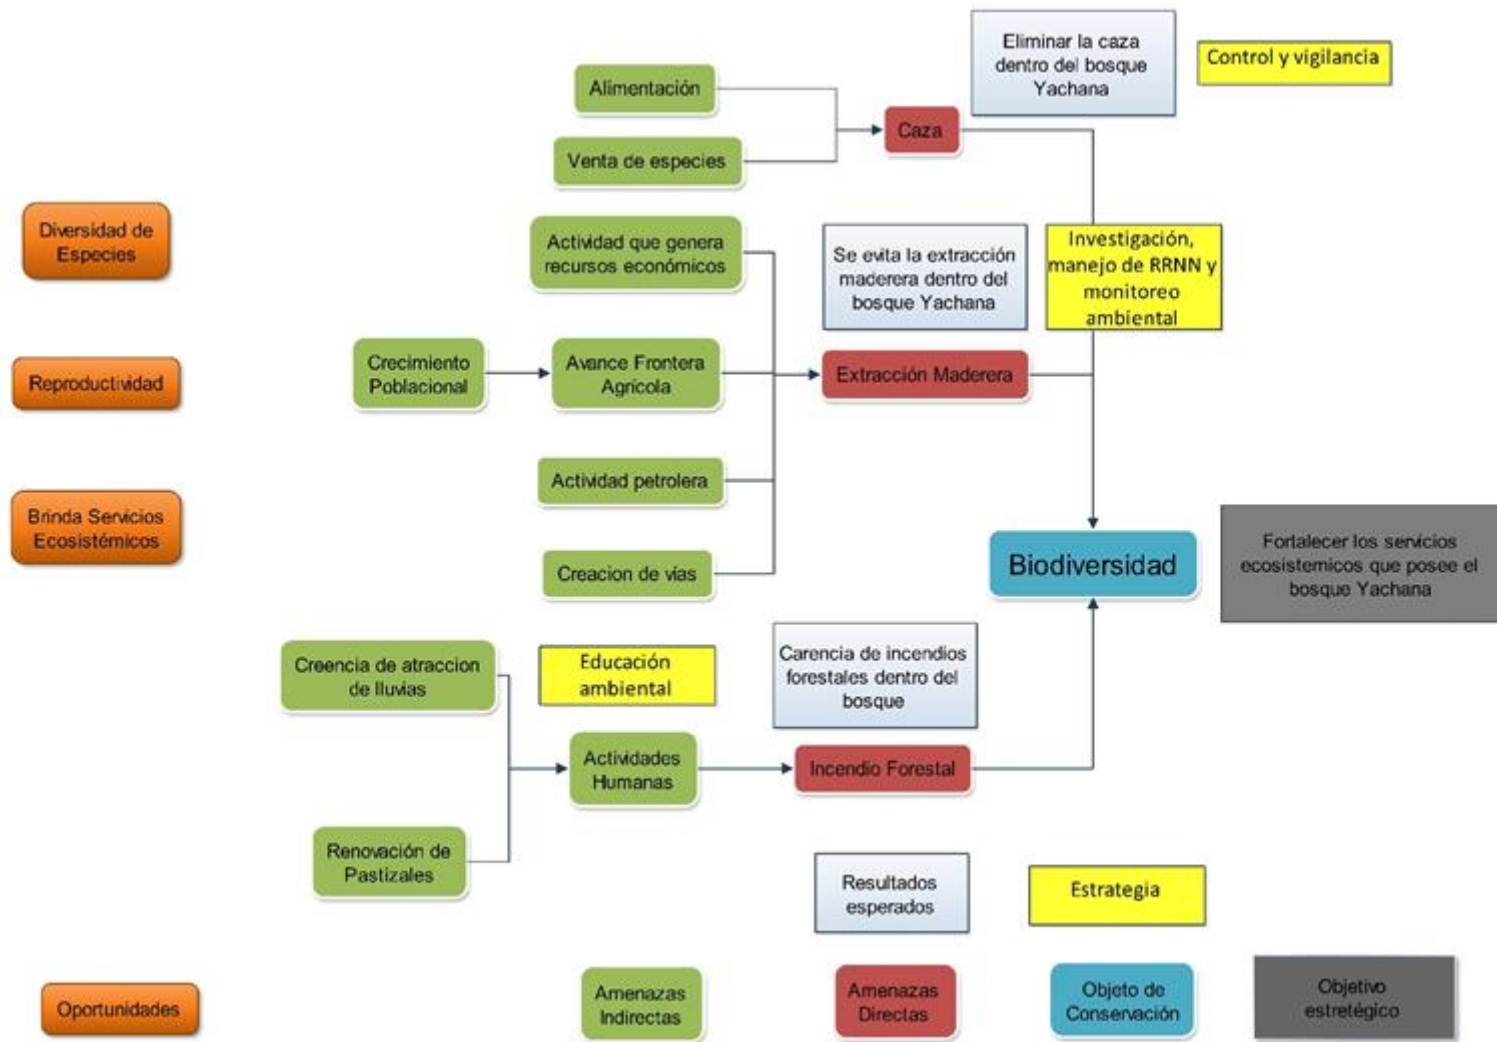 Eliminar la caza
dentro del bosque
Yachana
Control y vigilancia
Alimentación
Caza
Venta de especies
Diversidad de
Especies
Actividad que genera
recursos económicos
Se evita la extracción
maderera dentro del
bosque Yachana
Investigación,
manejo de RRNN y
monitoreo
ambiental
Reproductividad
Crecimiento
Poblacional
Avance Frontera
Agrícola
Extracción Maderera
Actividad petrolera
Brinda Servicios
Ecosistémicos
Creacion de vías
Biodiversidad
Fortalecer los servicios
ecosistemicos que posee el
bosque Yachana
Creencia de atraccion
de lluvias
Educación
ambiental
Carencia de incendios
forestales dentro del
bosque
Actividades
Humanas
Incendio Forestal
Renovación de
Pastizales
Resultados
esperados
Estrategia
Oportunidades
Amenazas
Indirectas
Amenazas
Directas
Objeto de
Conservación
Objetivo
estretégico